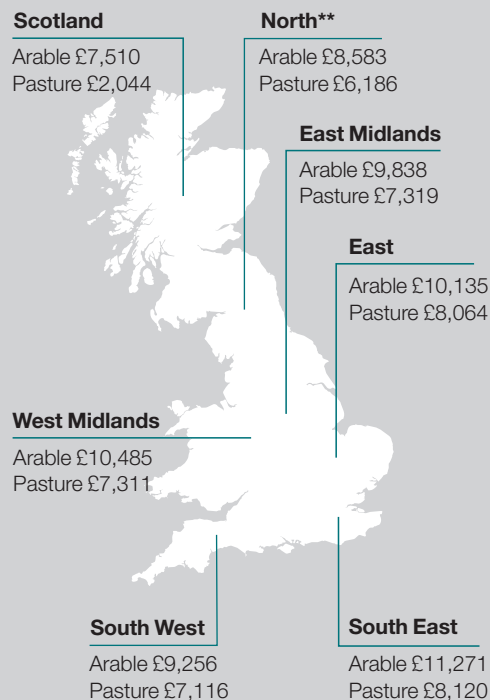 Scotland
Arable £7,510
Pasture £2,044
North**
Arable £8,583
Pasture £6,186
East Midlands
Arable £9,838
Pasture £7,319
East
Arable £10,135
Pasture £8,064
West Midlands
Arable £10,485
Pasture £7,311
South West
Arable £9,256
Pasture £7,116
South East
Arable £11,271
Pasture £8,120